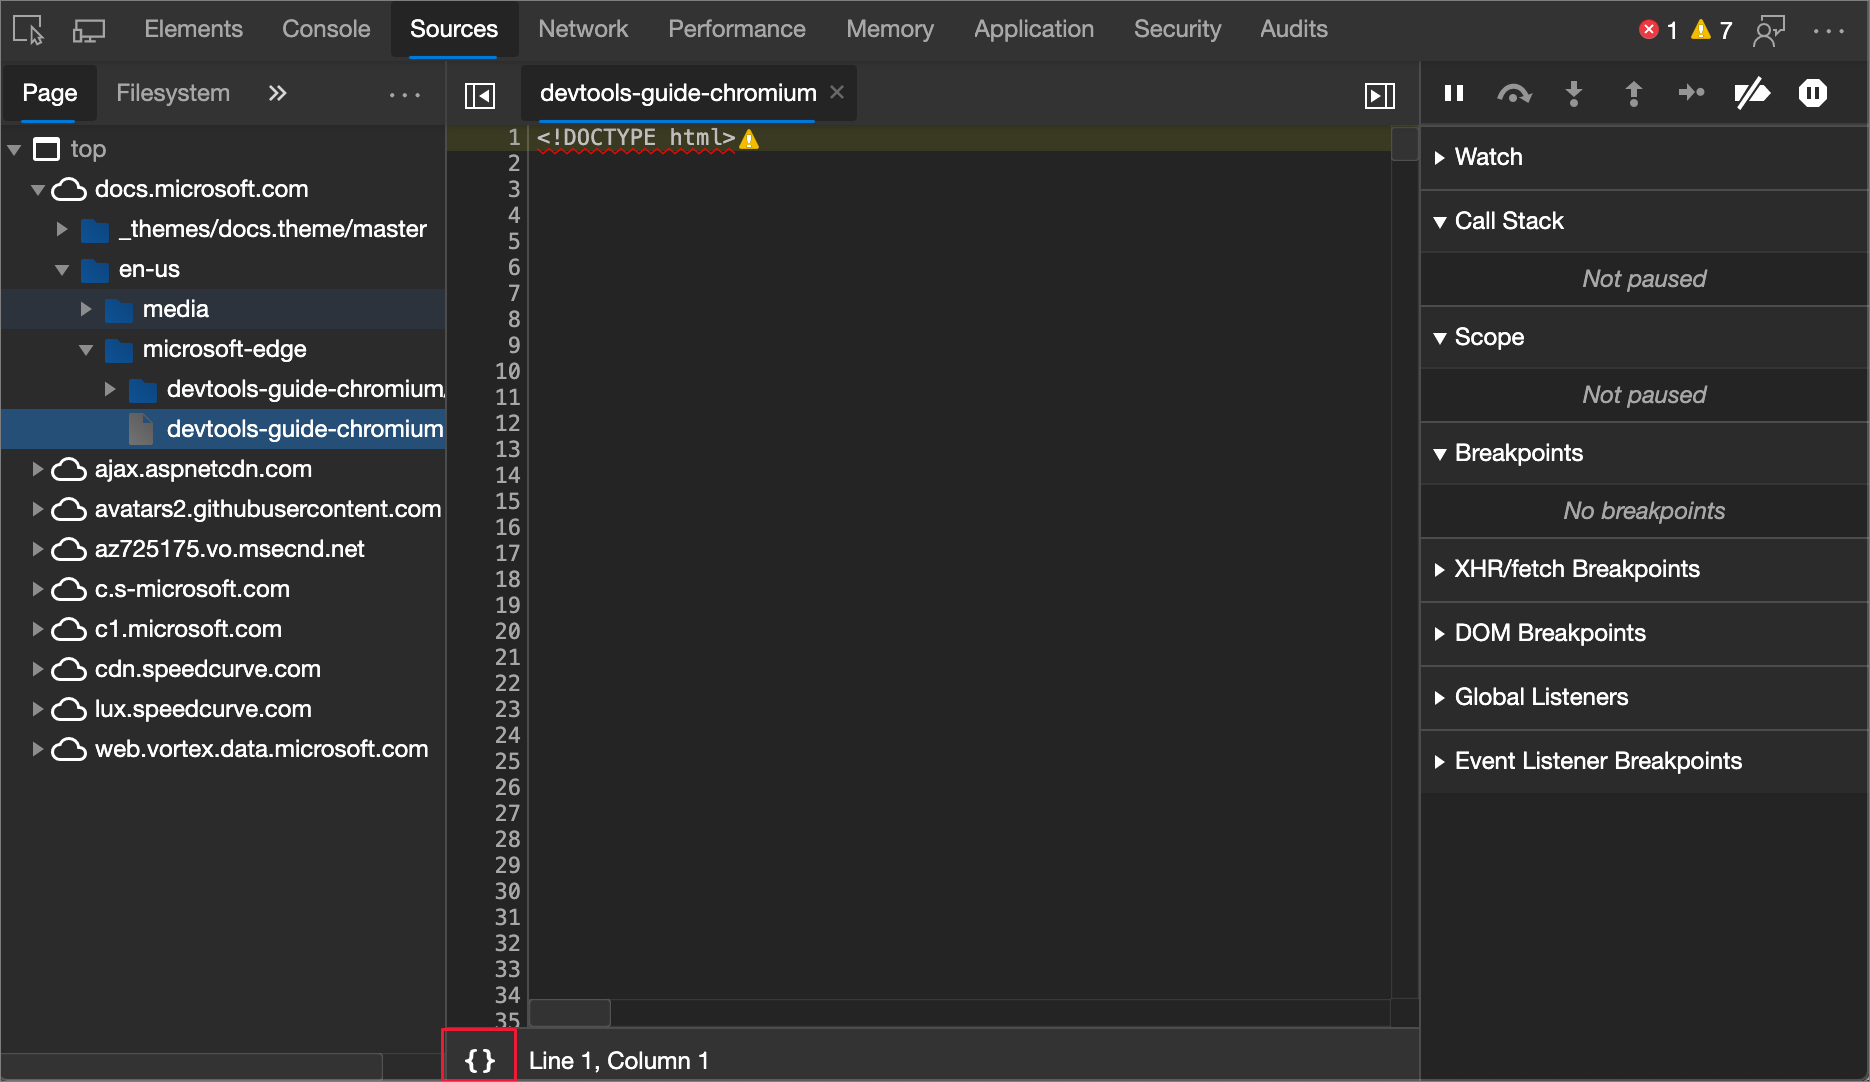 Elements Console Sources Network Performance Memory Application Security Audits 1 7
Page Filesystem
devtools-guide-chromium
top
docs.microsoft.com
_themes/docs.theme/master
en-us
media
microsoft-edge
devtools-guide-chromium/
devtools-guide-chromium
ajax.aspnetcdn.com
avatars2.githubusercontent.com
az725175.vo.msecnd.net
c.s-microsoft.com
c1.microsoft.com
cdn.speedcurve.com
lux.speedcurve.com
web.vortex.data.microsoft.com
1 <!DOCTYPE html>
2
3
4
5
6
7
8
9
10
11
12
13
14
15
16
17
18
19
20
21
22
23
24
25
26
27
28
29
30
31
32
33
34
35
{} Line 1, Column 1
Watch
Call Stack
Not paused
Scope
Not paused
Breakpoints
No breakpoints
XHR/fetch Breakpoints
DOM Breakpoints
Global Listeners
Event Listener Breakpoints